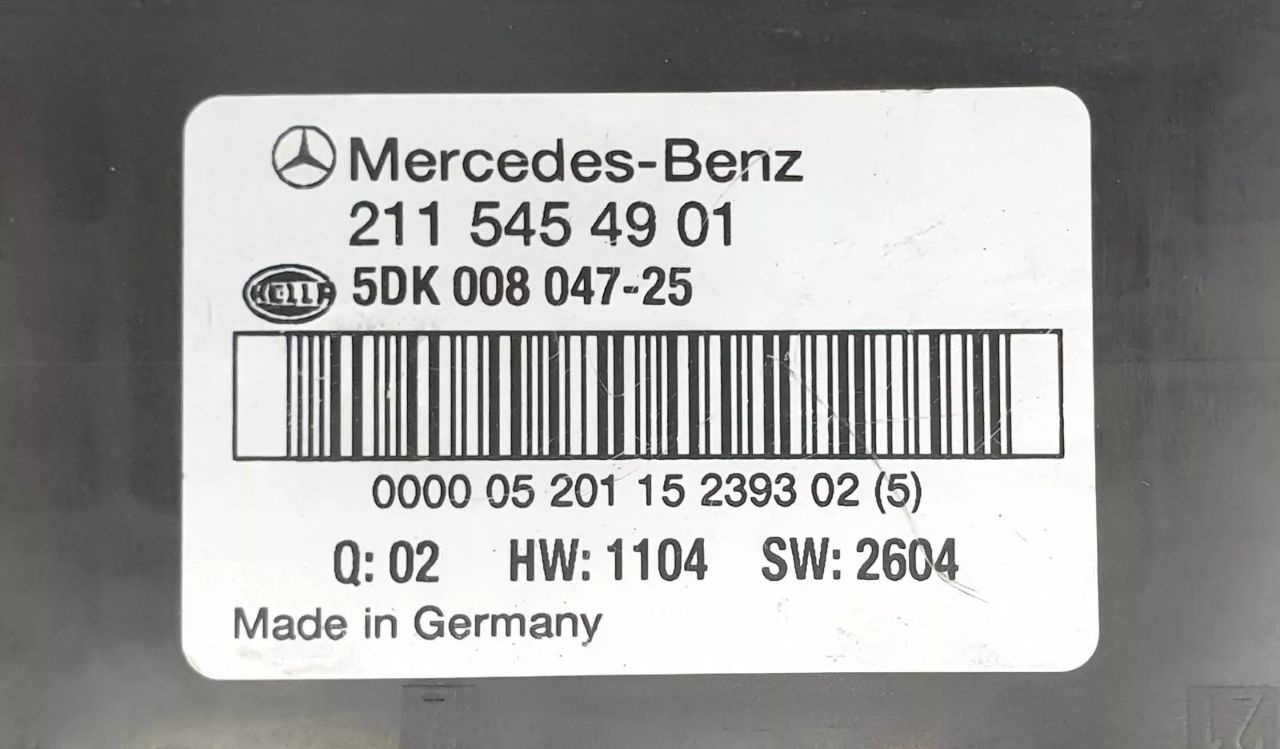 Mercedes-Benz
211 545 49 01
HELLA 5DK 008 047-25
0000 05 201 15 2393 02 (5)
Q: 02 HW: 1104 SW: 2604
Made in Germany
21